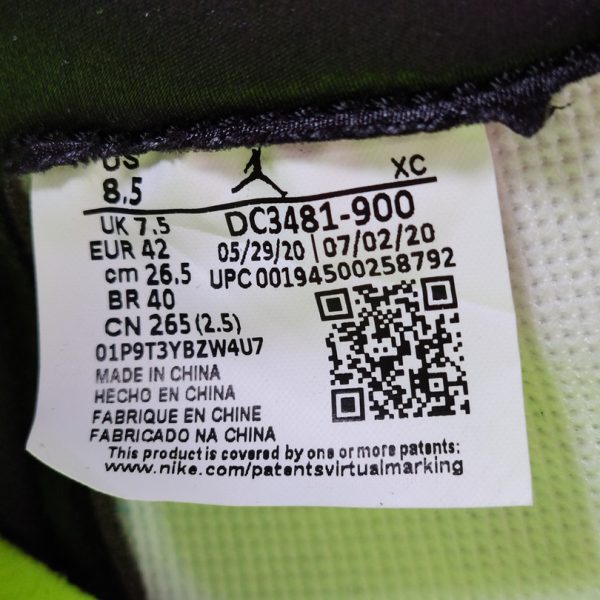 US
8.5
XC
UK 7.5
DC3481-900
EUR 42
05/29/20 | 07/02/20
cm 26.5
UPC 00194500258792
BR 40
CN 265 (2.5)
01P9T3YBZW4U7
MADE IN CHINA
HECHO EN CHINA
FABRIQUE EN CHINE
FABRICADO NA CHINA
This product is covered by one or more patents:
www.nike.com/patentsvirtualmarking